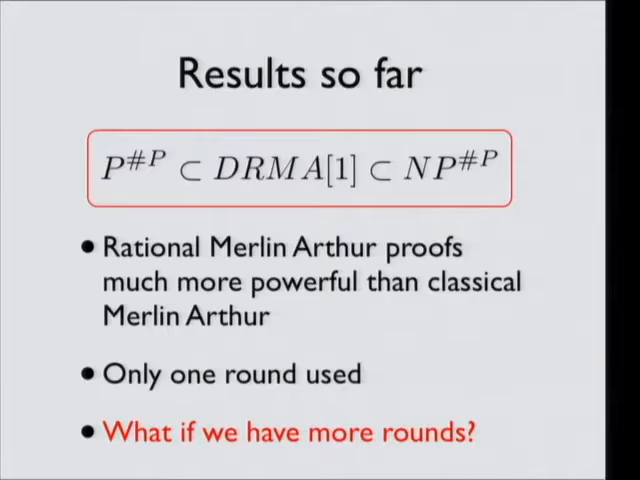 Results so far
P^{#P} ⊂ DRMA[1] ⊂ NP^{#P}
• Rational Merlin Arthur proofs
much more powerful than classical
Merlin Arthur
• Only one round used
• What if we have more rounds?